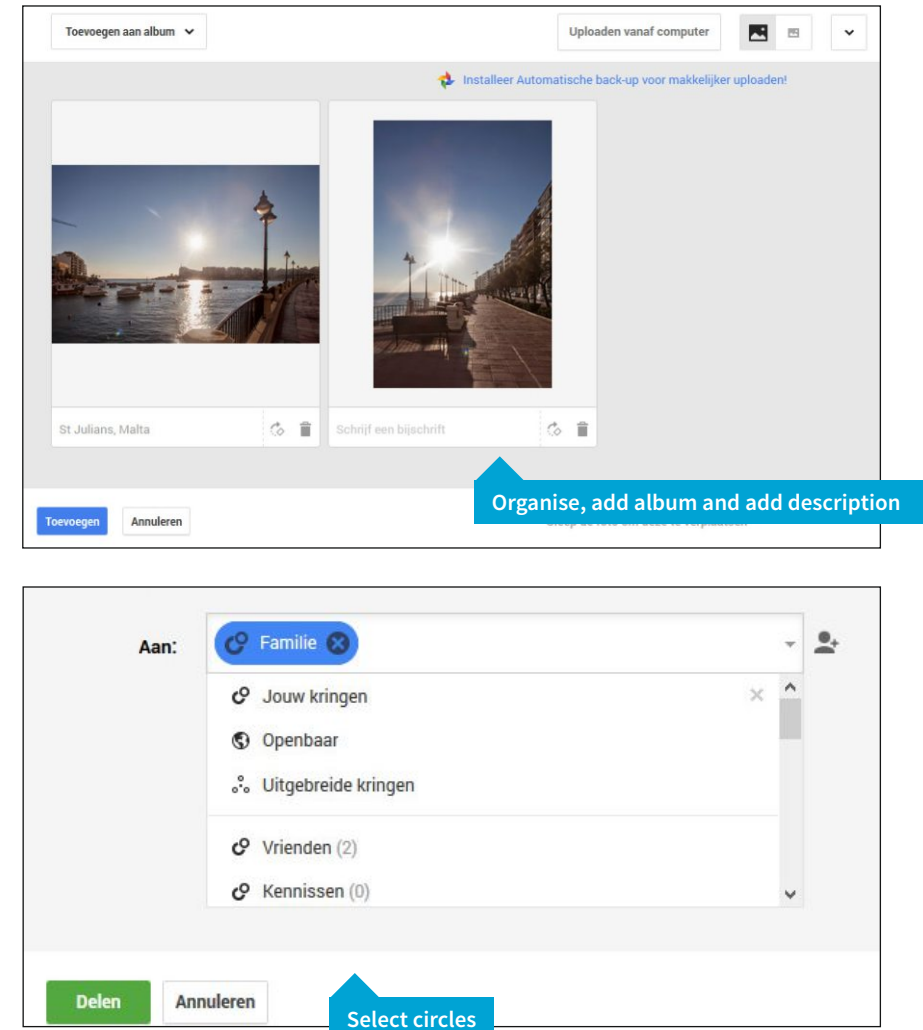 Toevoegen aan album
Uploaden vanaf computer
Installeer Automatische back-up voor makkelijker uploaden!
St Julians, Malta
Schrijf een bijschrift
Organise, add album and add description
Toevoegen
Annuleren
Aan:
Familie
Jouw kringen
Openbaar
Uitgebreide kringen
Vrienden (2)
Kennissen (0)
Delen
Annuleren
Select circles